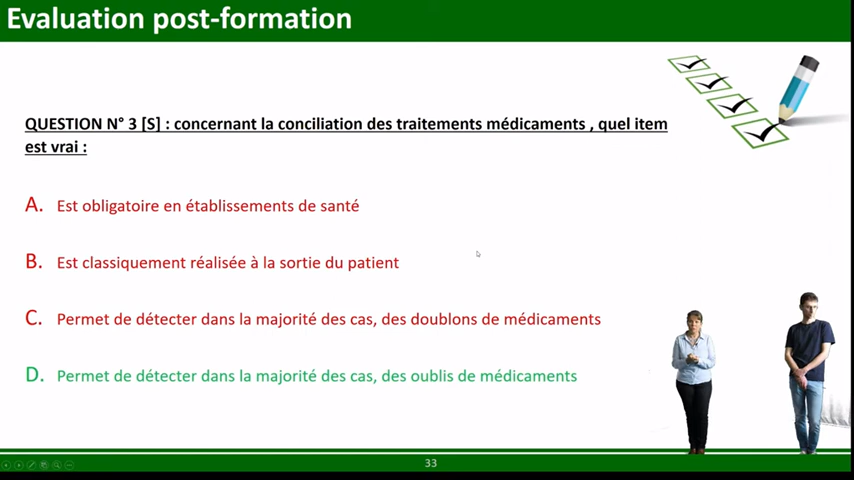 Evaluation post-formation
QUESTION N° 3 [S] : concernant la conciliation des traitements médicaments , quel item
est vrai :
A. Est obligatoire en établissements de santé
B. Est classiquement réalisée à la sortie du patient
C. Permet de détecter dans la majorité des cas, des doublons de médicaments
D. Permet de détecter dans la majorité des cas, des oublis de médicaments
33